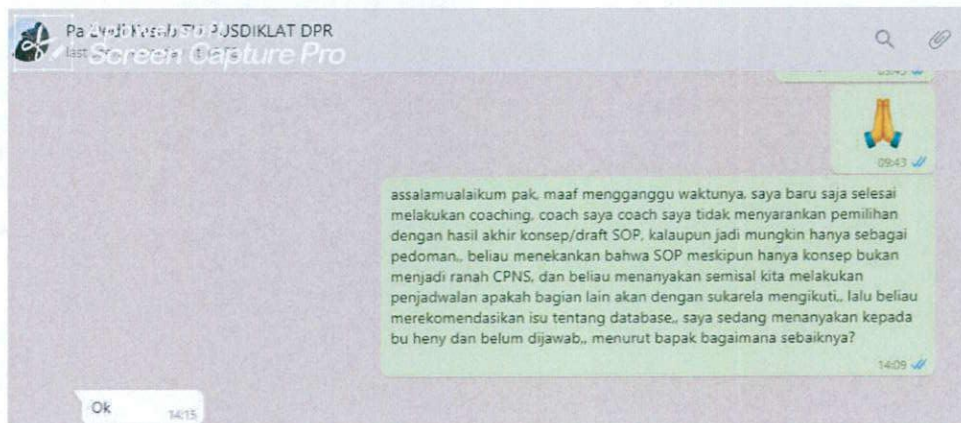 PUSDIKLAT DPR
Screen Capture Pro
09:43
assalamualaikum pak, maaf mengganggu waktunya, saya baru saja selesai
melakukan coaching, coach saya coach saya tidak menyarankan pemilihan
dengan hasil akhir konsep/draft SOP, kalaupun jadi mungkin hanya sebagai
pedoman,, beliau menekankan bahwa SOP meskipun hanya konsep bukan
menjadi ranah CPNS, dan beliau menanyakan semisal kita melakukan
penjadwalan apakah bagian lain akan dengan sukarela mengikuti,, lalu beliau
merekomendasikan isu tentang database,, saya sedang menanyakan kepada
bu heny dan belum dijawab,, menurut bapak bagaimana sebaiknya?
14:09
Ok
14:15